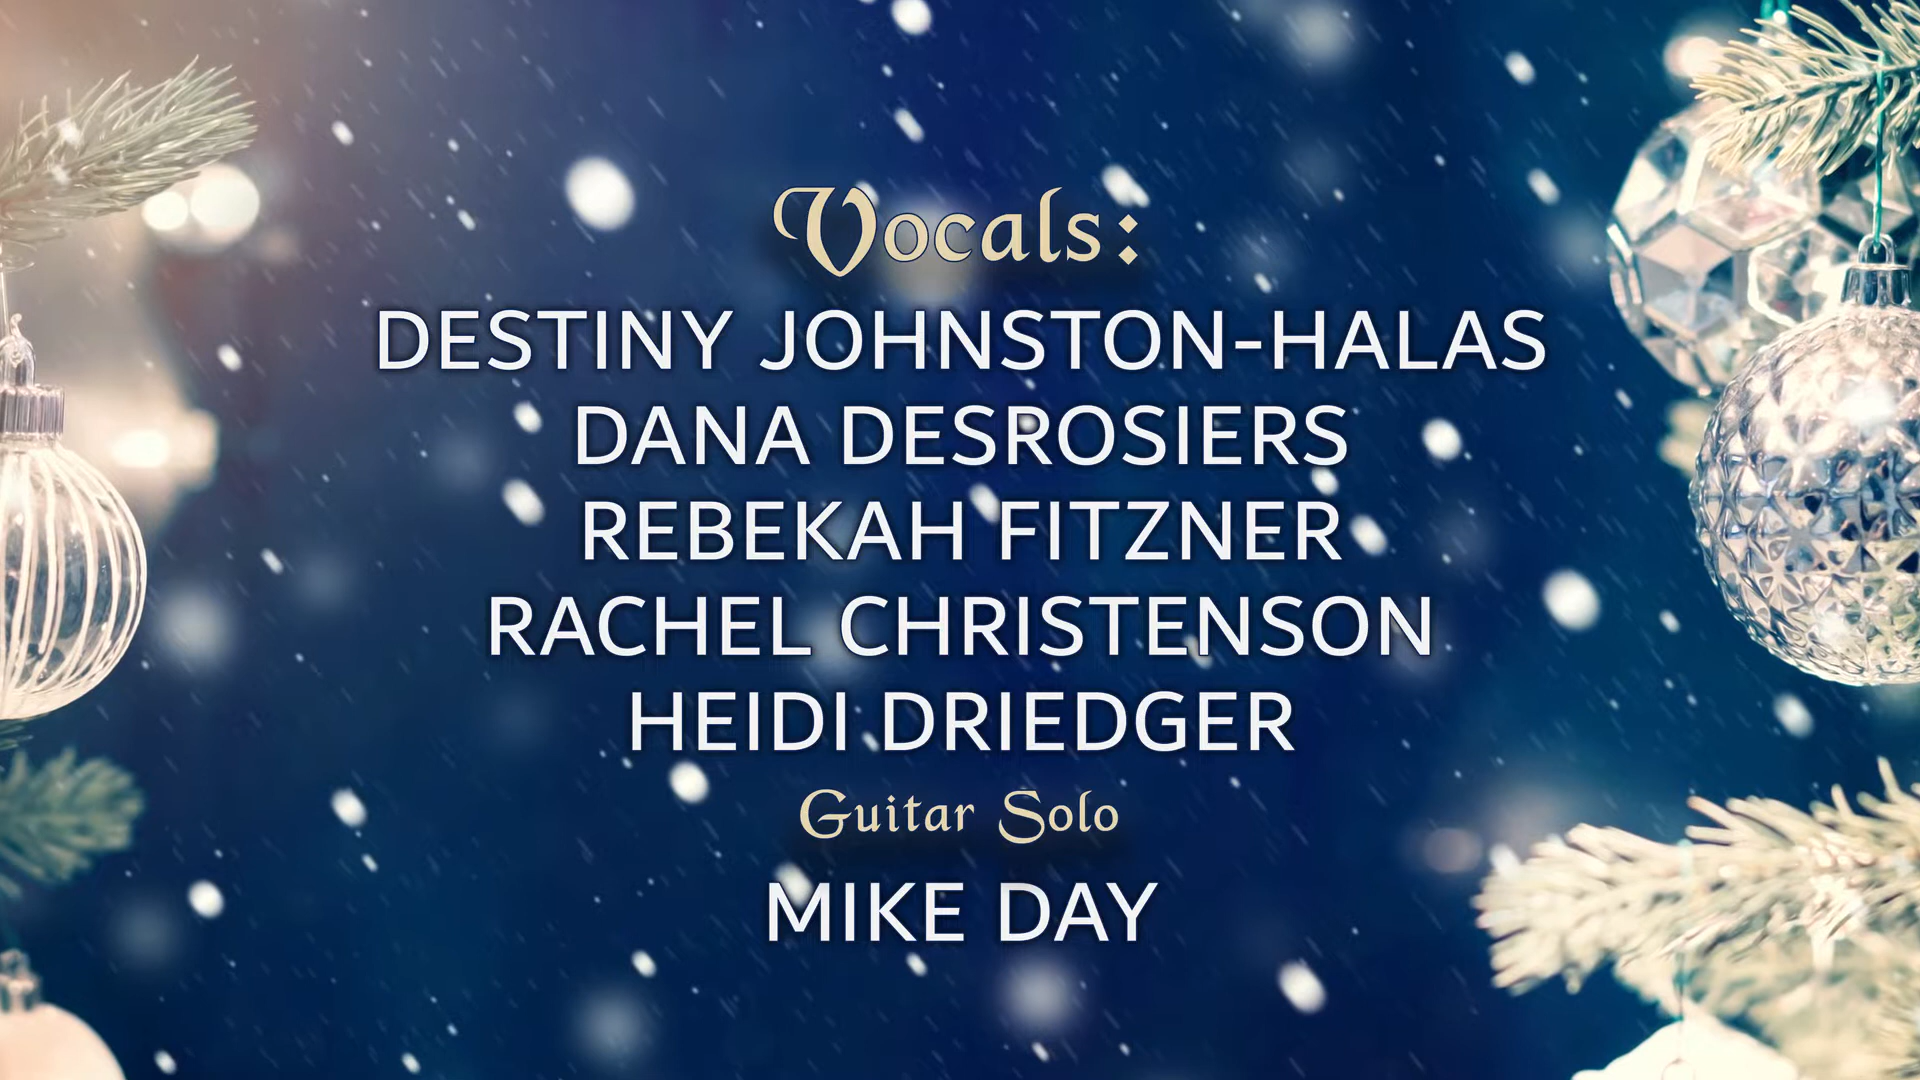 Vocals:
DESTINY JOHNSTON-HALAS
DANA DESROSIERS
REBEKAH FITZNER
RACHEL CHRISTENSON
HEIDI DRIEDGER
Guitar Solo
MIKE DAY